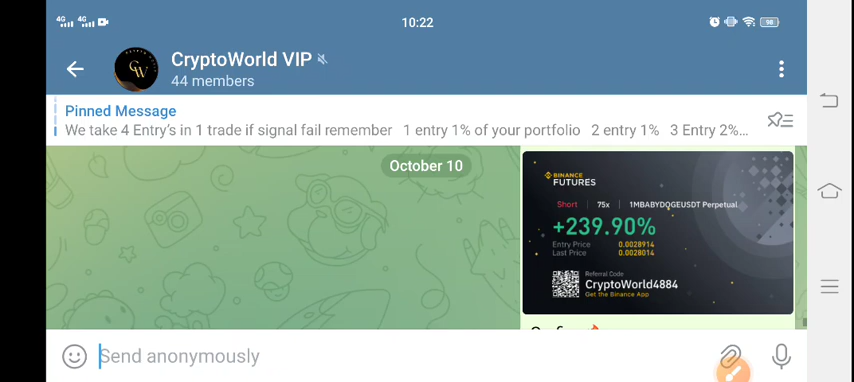 4G 4G 10:22 98
CryptoWorld VIP
44 members
Pinned Message
We take 4 Entry's in 1 trade if signal fail remember 1 entry 1% of your portfolio 2 entry 1% 3 Entry 2%...
October 10
BINANCE
FUTURES
Short | 75x | 1MBABYDOGEUSDT Perpetual
+239.90%
Entry Price 0.0028914
Last Price 0.0028014
Referral Code
CryptoWorld4884
Get the Binance App
Send anonymously